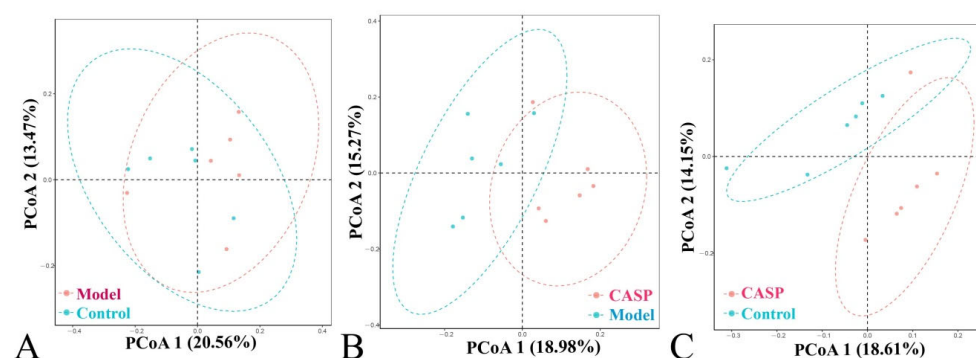 A
PCoA 2 (13.47%)
0.2
0.0
-0.2
Model
Control
-0.4
-0.2
0.0
0.2
0.4
PCoA 1 (20.56%)
B
PCoA 2 (15.27%)
0.4
0.2
0.0
-0.2
-0.4
CASP
Model
-0.2
0.0
0.2
PCoA 1 (18.98%)
C
PCoA 2 (14.15%)
0.2
0.0
-0.2
CASP
Control
-0.3
-0.2
-0.1
0.0
0.1
0.2
PCoA 1 (18.61%)